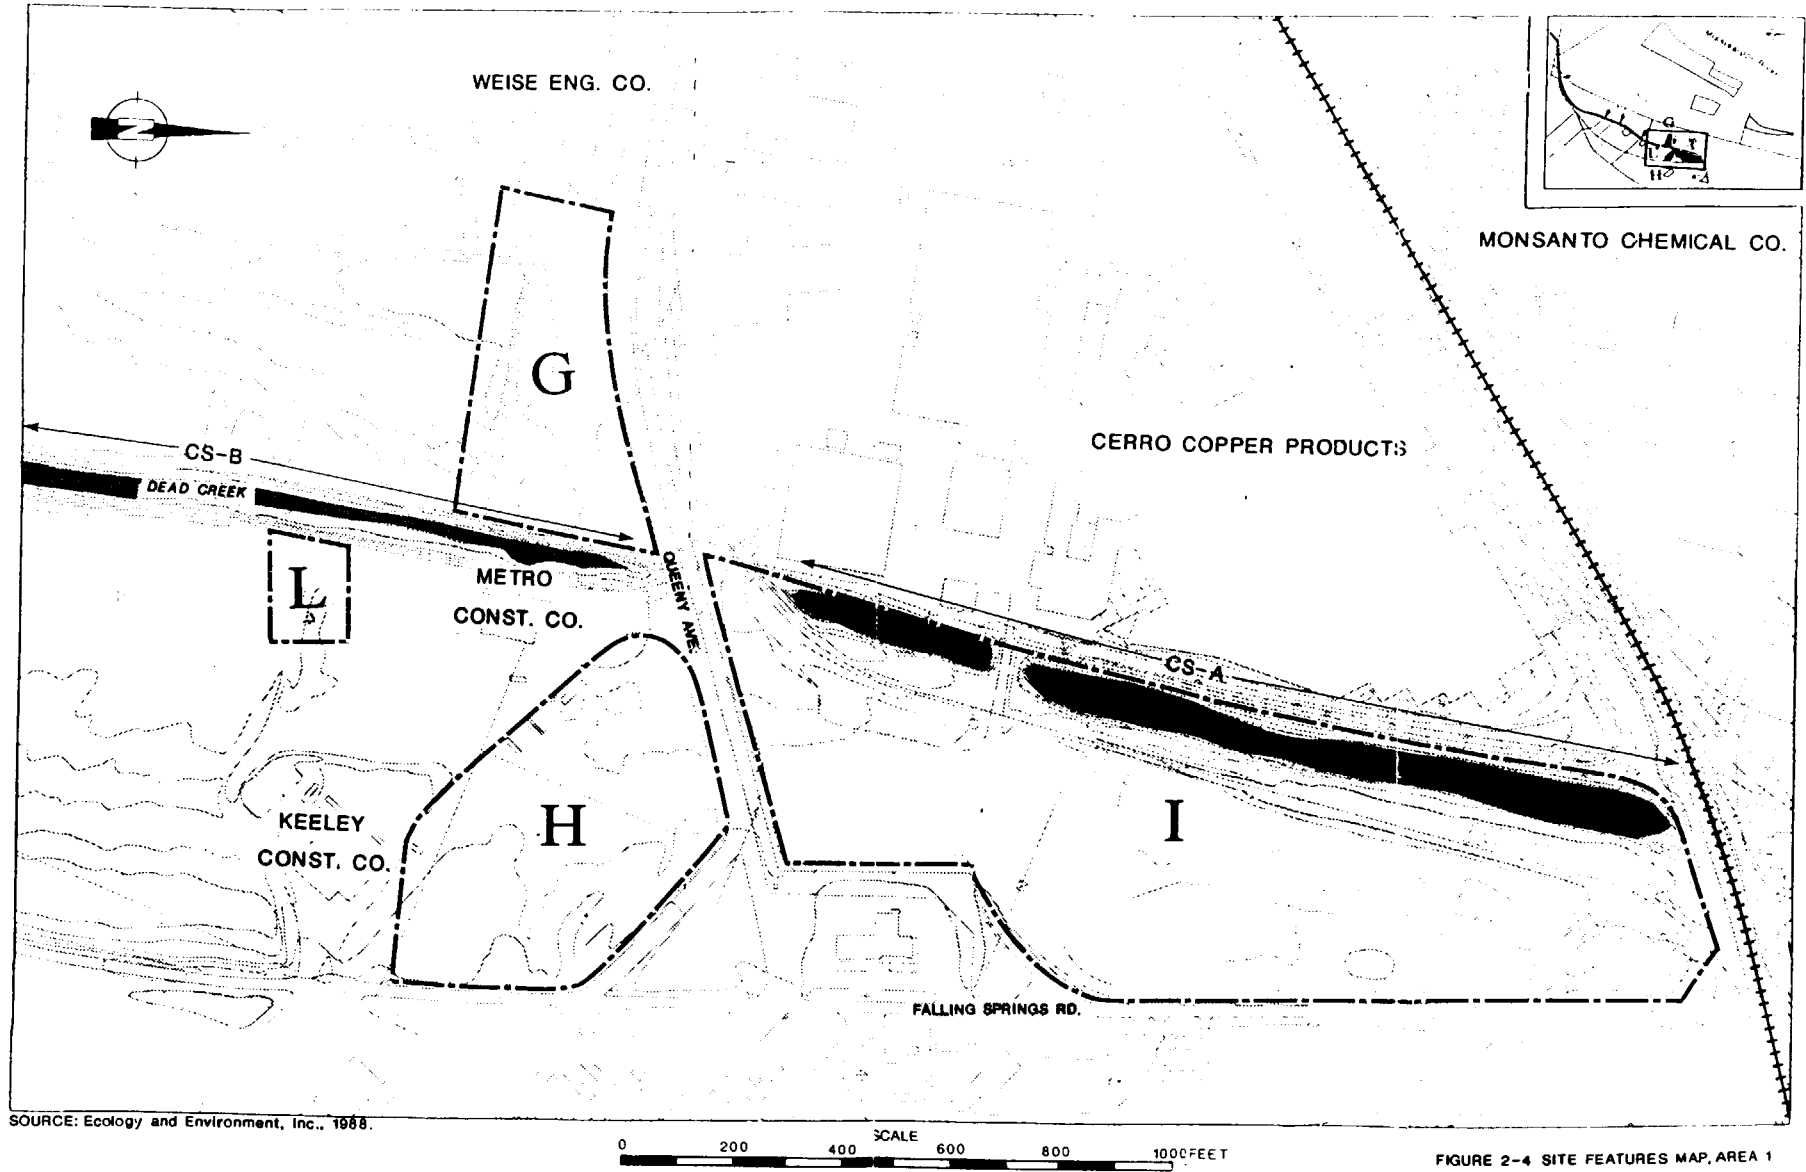 WEISE ENG. CO.
N
MONSANTO CHEMICAL CO.
G
H
G
CERRO COPPER PRODUCTS
CS-B
DEAD CREEK
L
METRO
CONST. CO.
QUEENY AVE.
CS-A
KEELEY
CONST. CO.
H
I
FALLING SPRINGS RD.
SOURCE: Ecology and Environment, Inc., 1988.
SCALE
0 200 400 600 800 1000 FEET
FIGURE 2-4 SITE FEATURES MAP, AREA 1